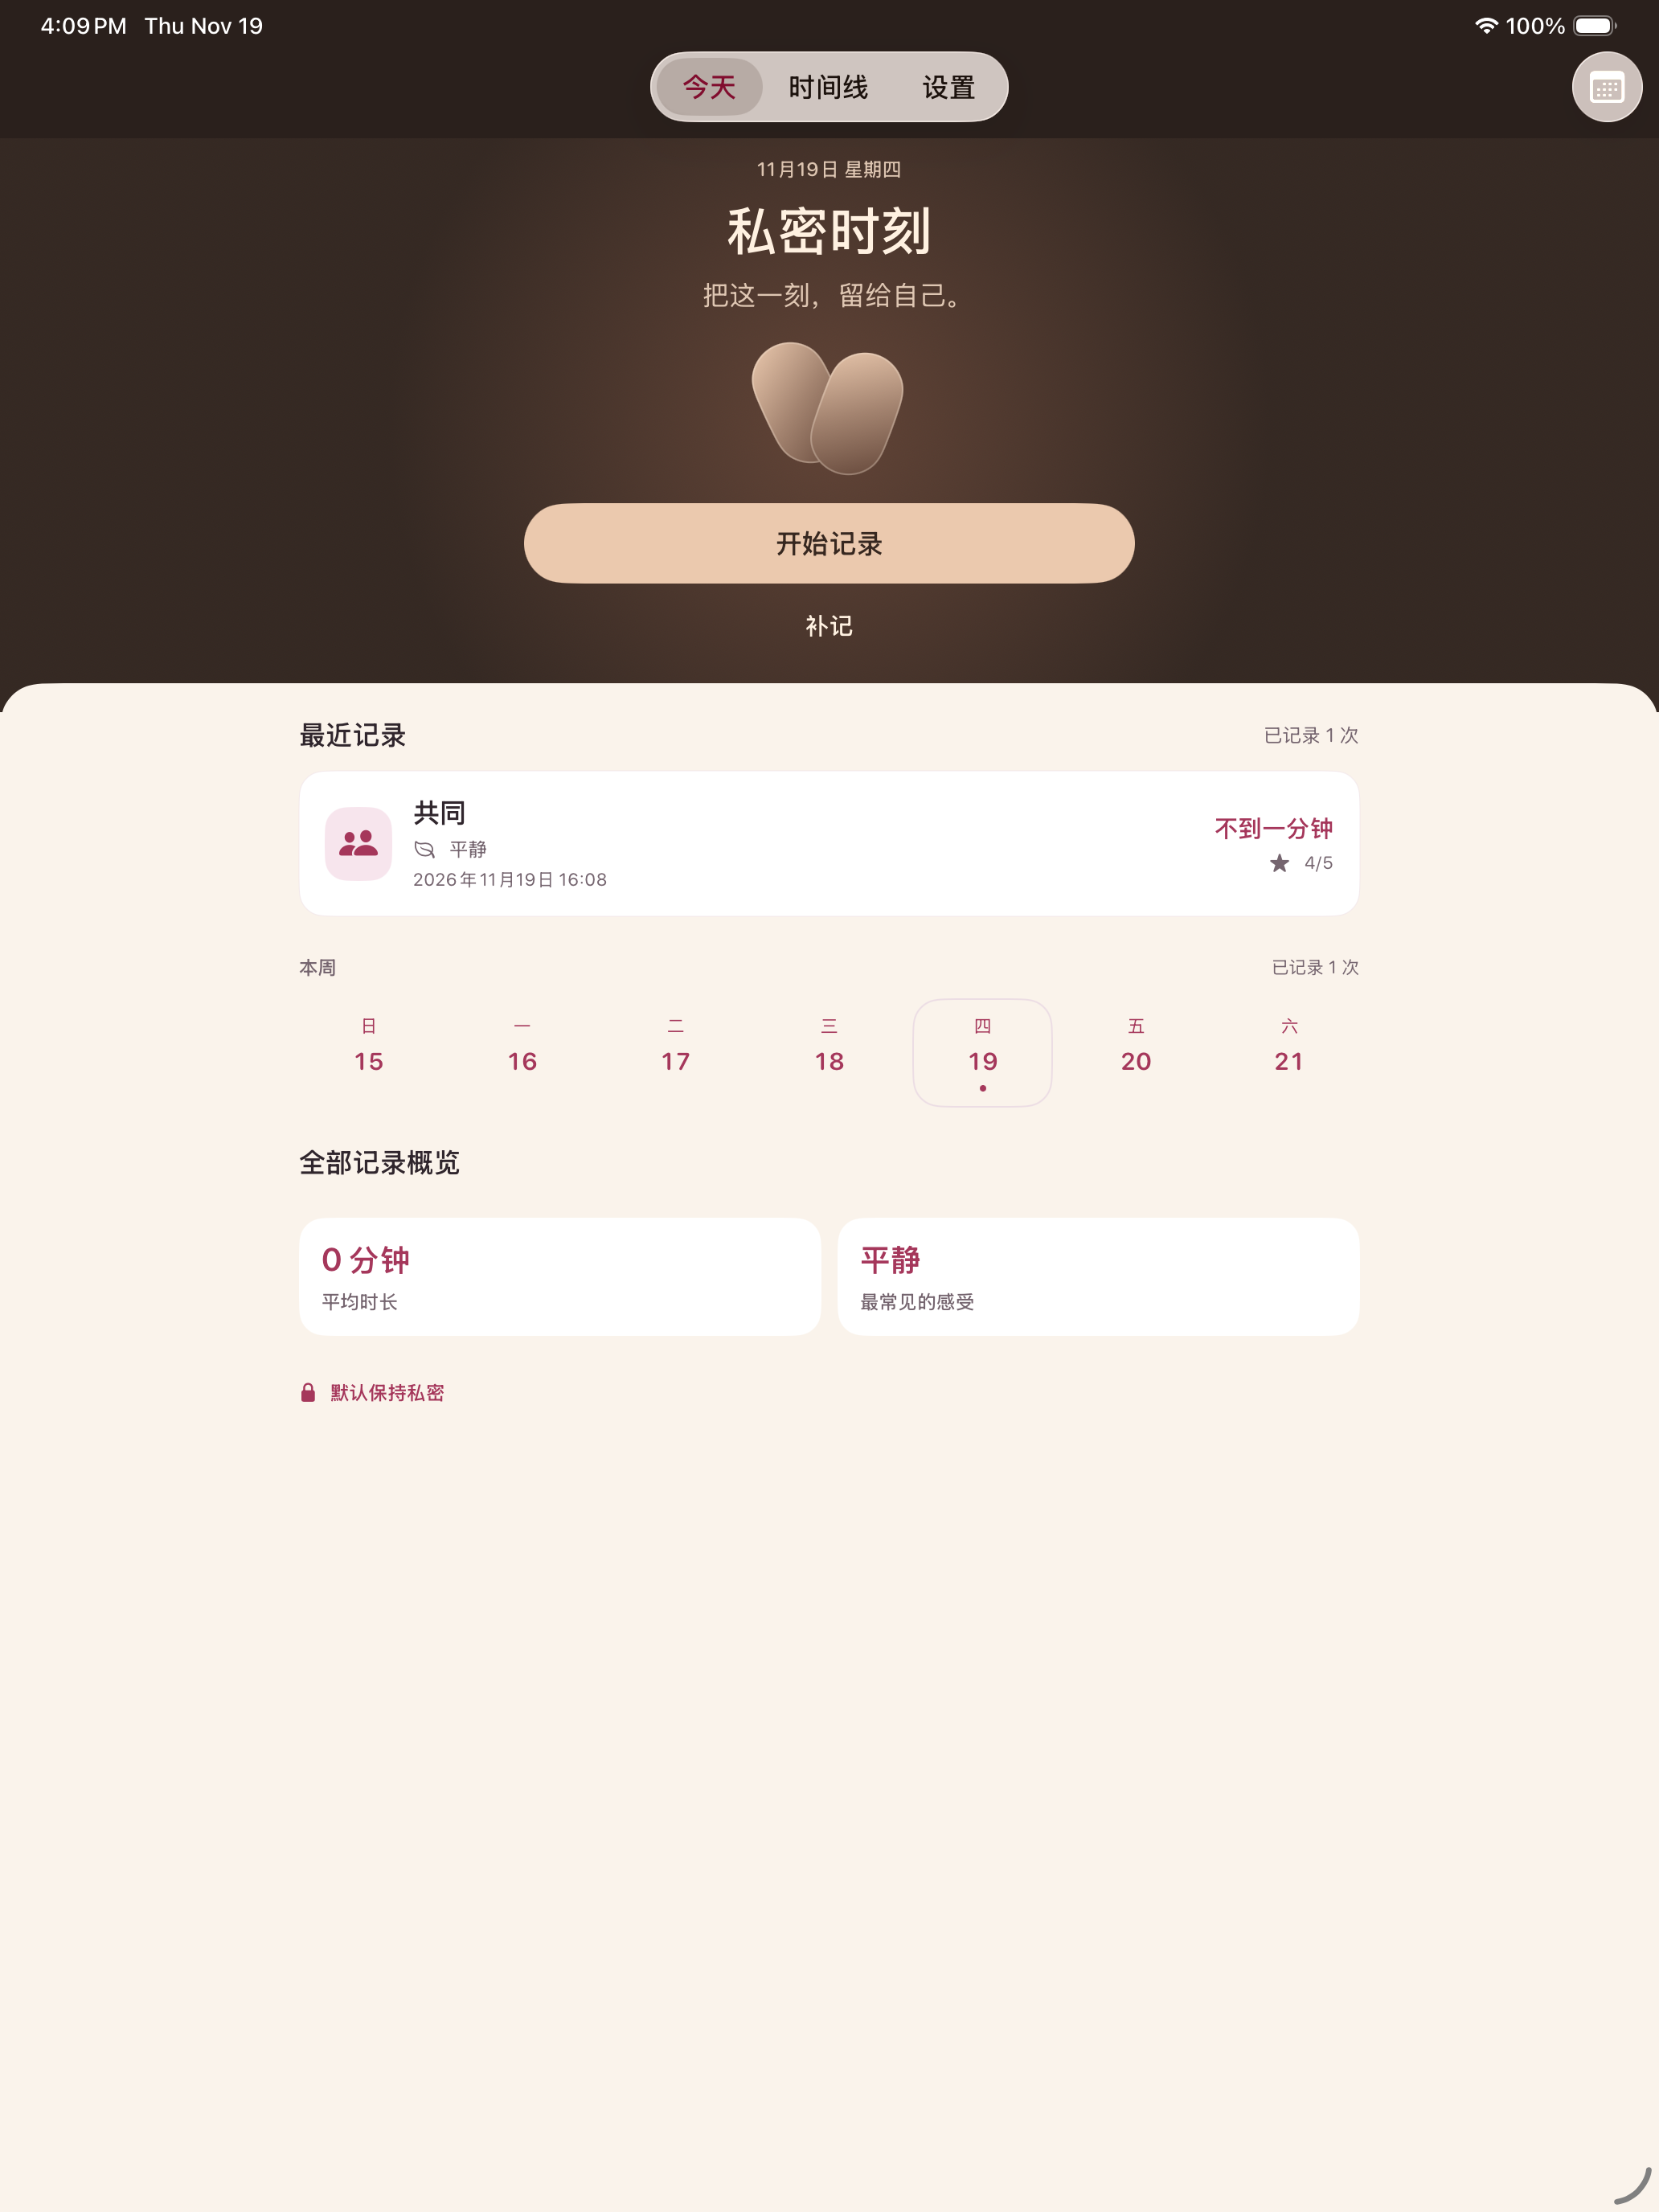 4:09 PM Thu Nov 19
100%
今天 时间线 设置
11月19日 星期四
私密时刻
把这一刻，留给自己。
开始记录
补记
最近记录
已记录 1 次
共同
平静
2026年11月19日 16:08
不到一分钟
4/5
本周
已记录 1 次
日 一 二 三 四 五 六
15 16 17 18 19 20 21
全部记录概览
0 分钟
平均时长
平静
最常见的感受
默认保持私密